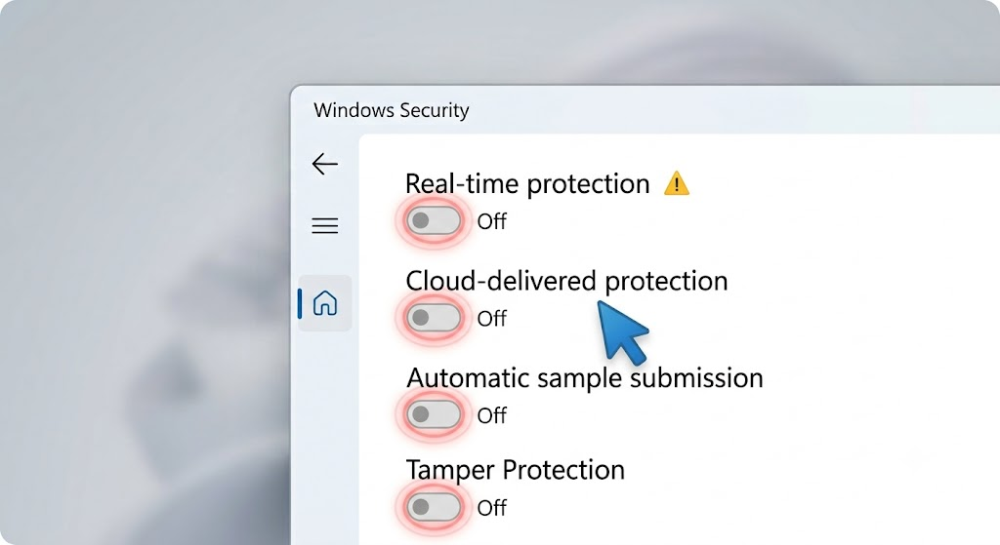 Windows Security
Real-time protection
Off
Cloud-delivered protection
Off
Automatic sample submission
Off
Tamper Protection
Off